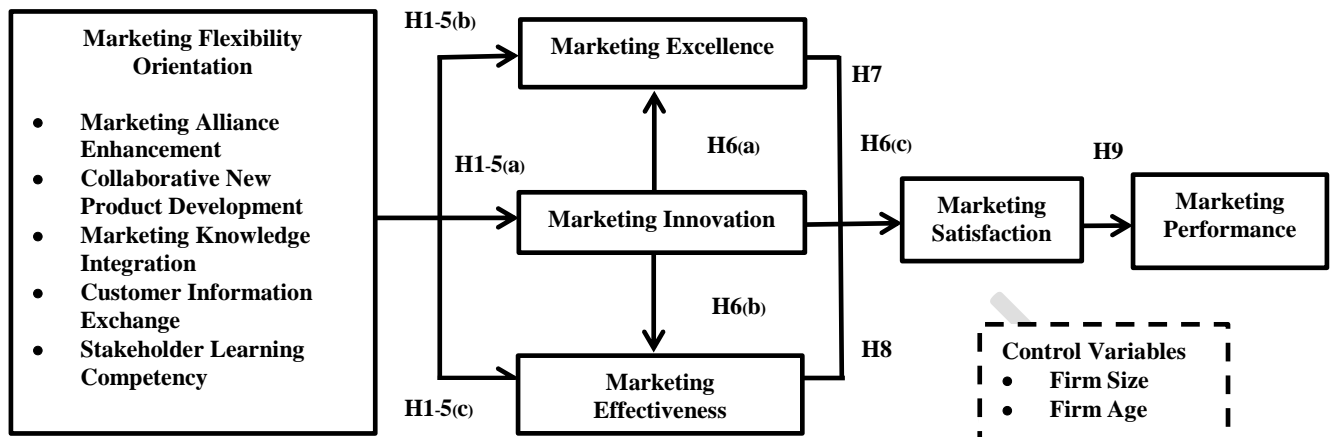 Marketing Flexibility
Orientation
● Marketing Alliance
Enhancement
● Collaborative New
Product Development
● Marketing Knowledge
Integration
● Customer Information
Exchange
● Stakeholder Learning
Competency
H1-5(b)
H1-5(a)
H1-5(c)
Marketing Excellence
H6(a)
Marketing Innovation
H6(b)
Marketing
Effectiveness
H7
H6(c)
H8
Marketing
Satisfaction
H9
Marketing
Performance
Control Variables
● Firm Size
● Firm Age